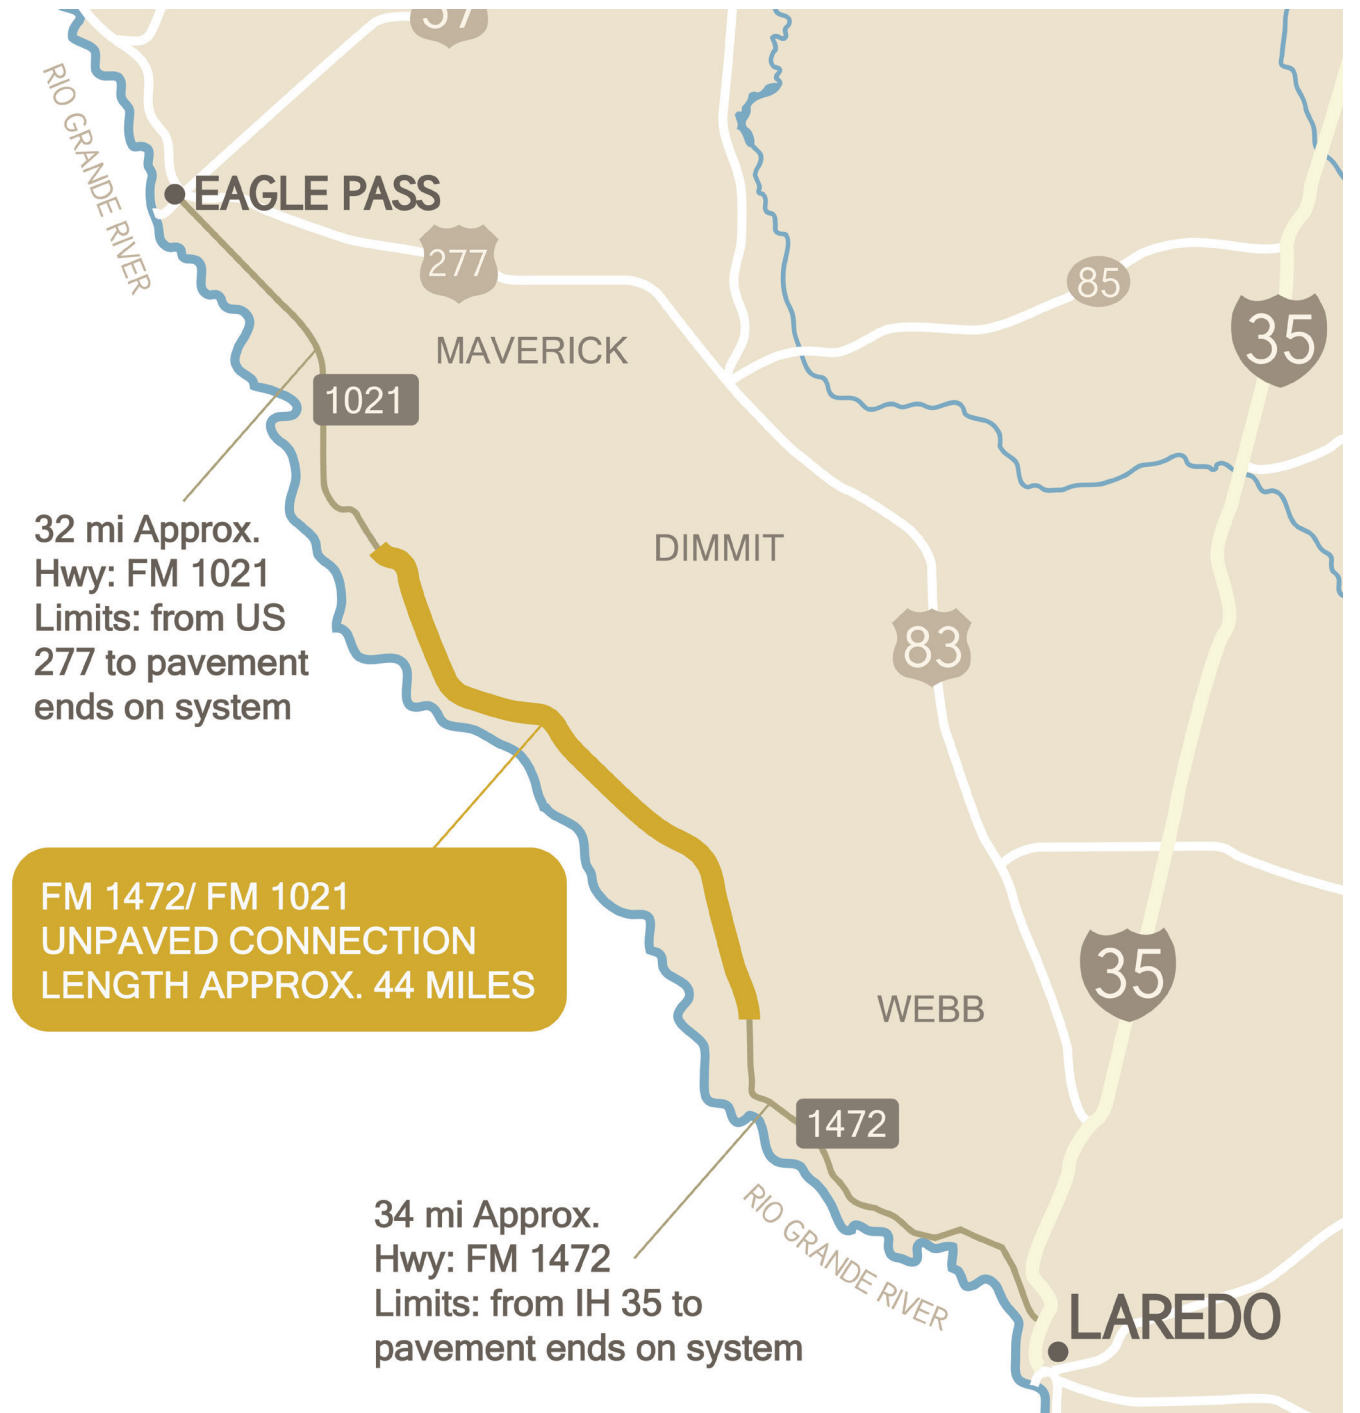 57
RIO GRANDE RIVER
EAGLE PASS
277
85
35
MAVERICK
1021
32 mi Approx.
Hwy: FM 1021
Limits: from US
277 to pavement
ends on system
DIMMIT
83
FM 1472/ FM 1021
UNPAVED CONNECTION
LENGTH APPROX. 44 MILES
35
WEBB
1472
34 mi Approx.
Hwy: FM 1472
Limits: from IH 35 to
pavement ends on system
RIO GRANDE RIVER
LAREDO